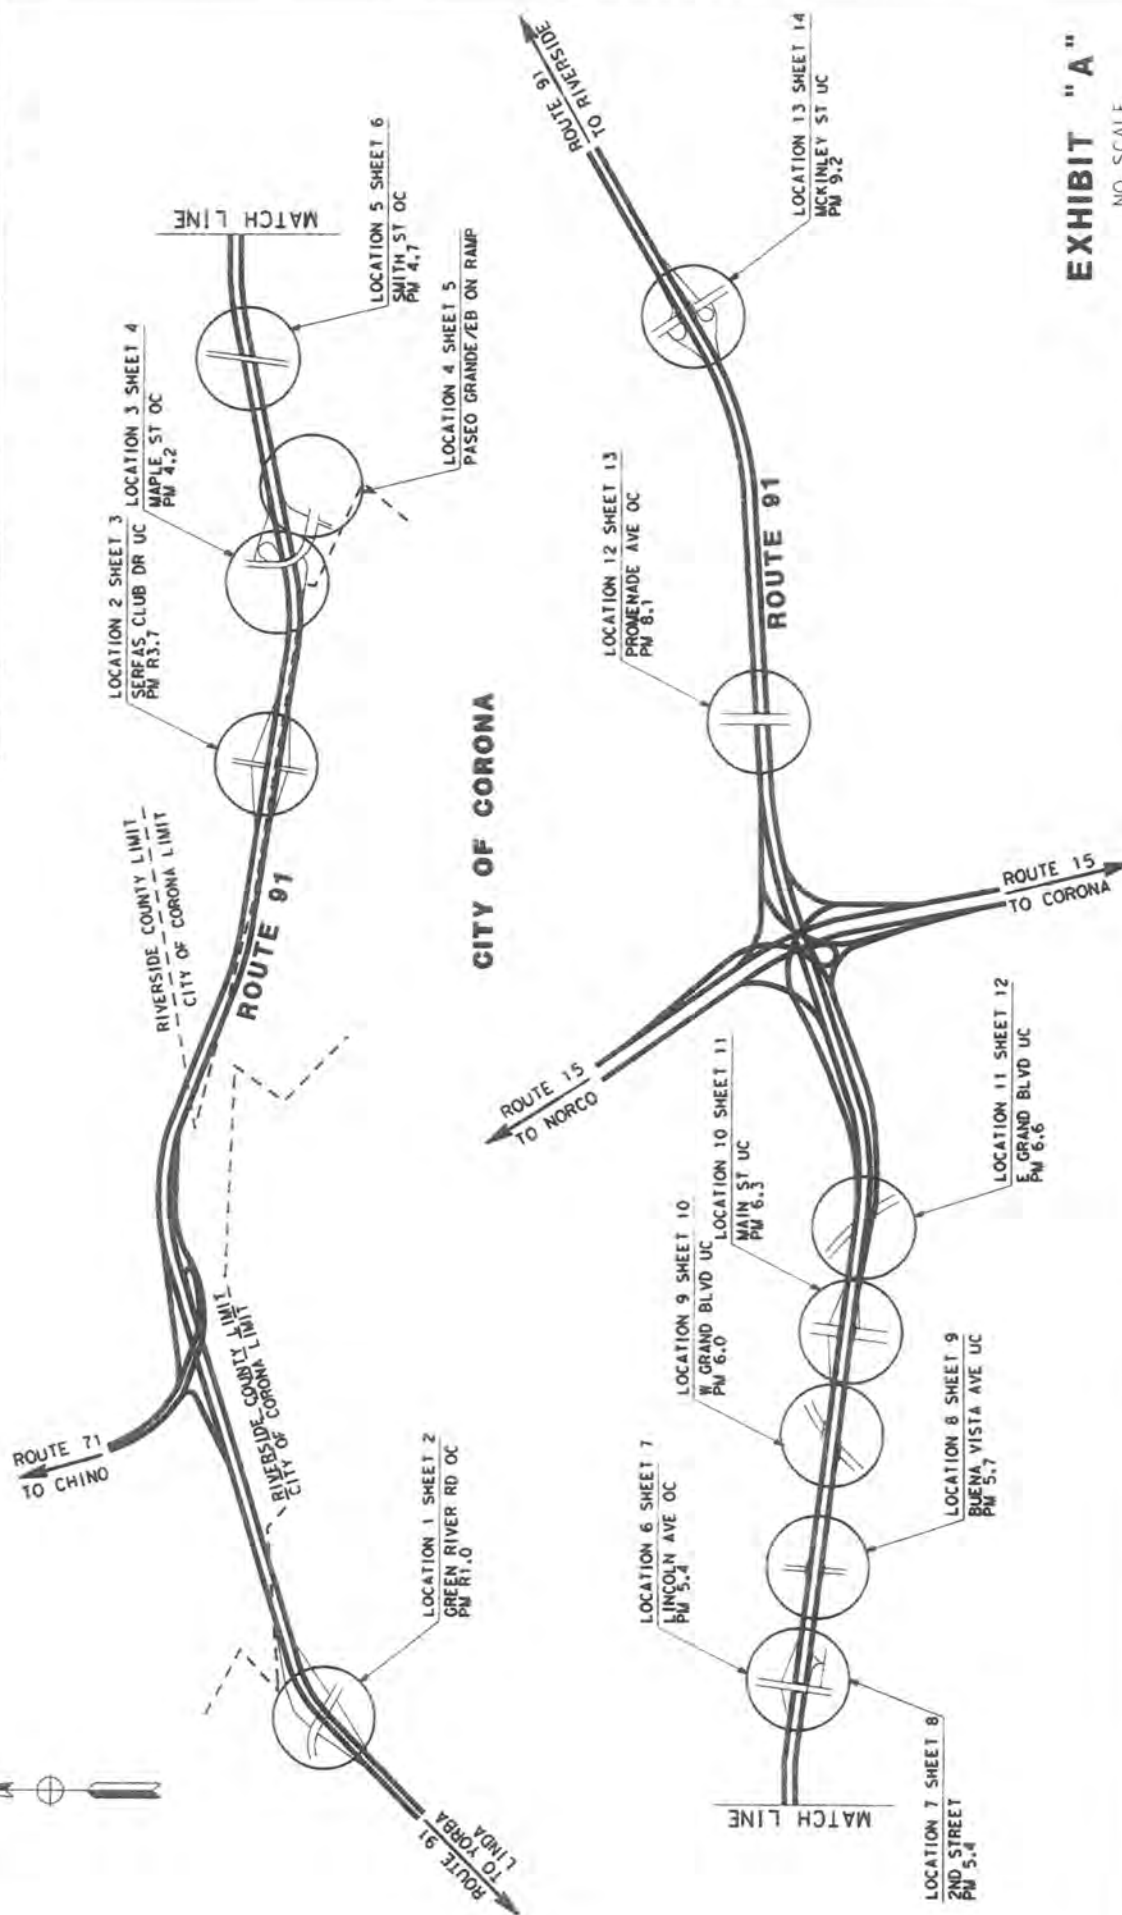 ROUTE 71
TO CHINO
RIVERSIDE COUNTY LIMIT
CITY OF CORONA LIMIT
RIVERSIDE COUNTY LIMIT
CITY OF CORONA LIMIT
ROUTE 91
LOCATION 2 SHEET 3
SERFAS CLUB DR UC
PM R3.7
LOCATION 3 SHEET 4
MAPLE ST OC
PM 4.2
MATCH LINE
LOCATION 5 SHEET 6
SMITH ST OC
PM 4.7
LOCATION 4 SHEET 5
PASEO GRANDE/EB ON RAMP
LOCATION 1 SHEET 2
GREEN RIVER RD OC
PM R1.0
ROUTE 91
TO YORBA
LINDA
CITY OF CORONA
ROUTE 91
TO RIVERSIDE
ROUTE 15
TO NORCO
LOCATION 12 SHEET 13
PROMENADE AVE OC
PM 8.1
ROUTE 91
LOCATION 13 SHEET 14
MCKINLEY ST UC
PM 9.2
LOCATION 6 SHEET 7
LINCOLN AVE OC
PM 5.4
LOCATION 9 SHEET 10
W GRAND BLVD UC
PM 6.0
LOCATION 10 SHEET 11
MAIN ST UC
PM 6.3
MATCH LINE
LOCATION 7 SHEET 8
2ND STREET
PM 5.4
LOCATION 8 SHEET 9
BUENA VISTA AVE UC
PM 5.7
LOCATION 11 SHEET 12
E GRAND BLVD UC
PM 6.6
ROUTE 15
TO CORONA
EXHIBIT "A"
NO SCALE